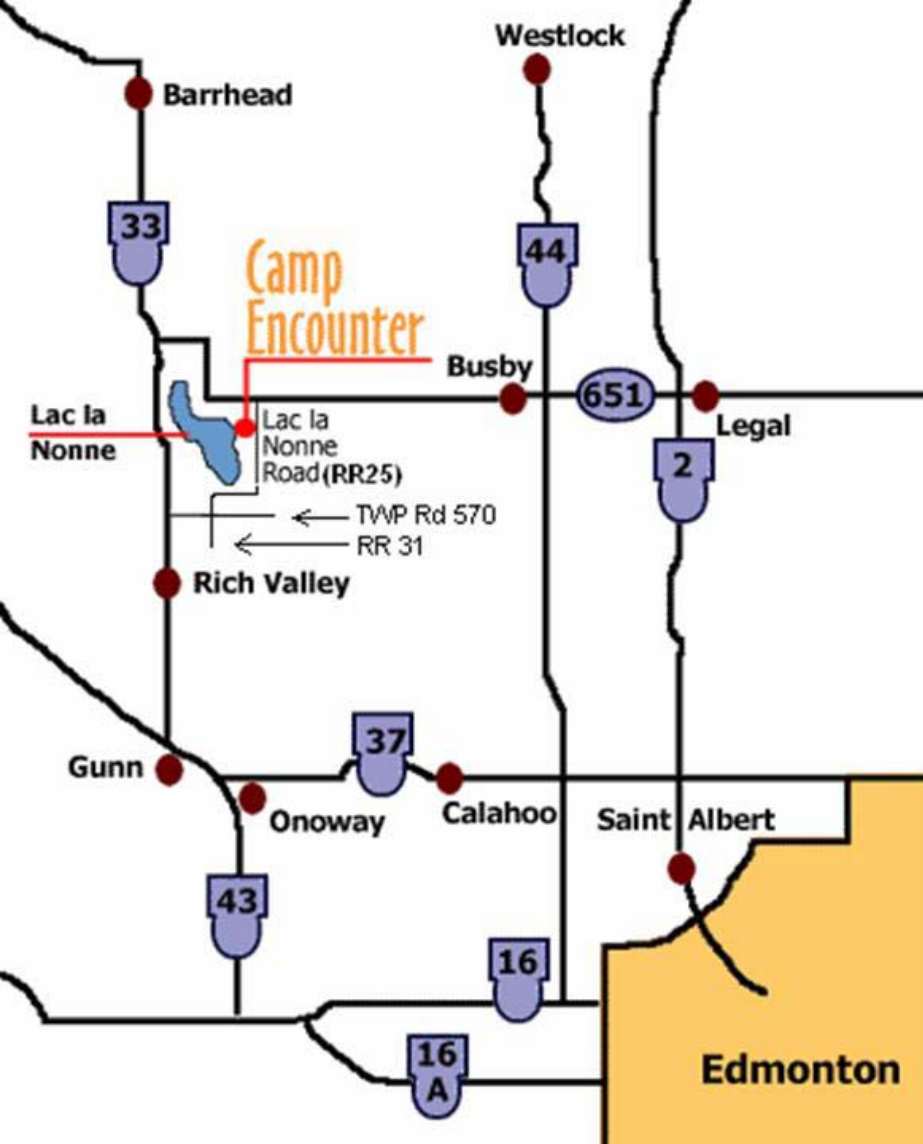 Westlock
Barrhead
33
44
Camp
Encounter
Busby
651
Lac la
Nonne
Lac la
Nonne
Road (RR25)
Legal
2
TWP Rd 570
RR 31
Rich Valley
37
Gunn
Onoway
Calahoo
Saint Albert
43
16
16
A
Edmonton